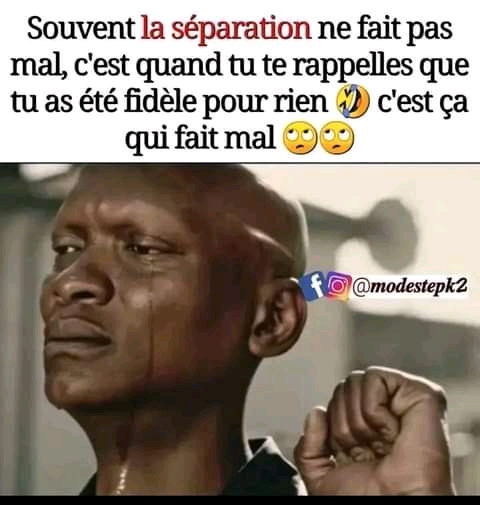 Souvent la séparation ne fait pas
mal, c'est quand tu te rappelles que
tu as été fidèle pour rien 🤣 c'est ça
qui fait mal 🙄🙄
@modestepk2